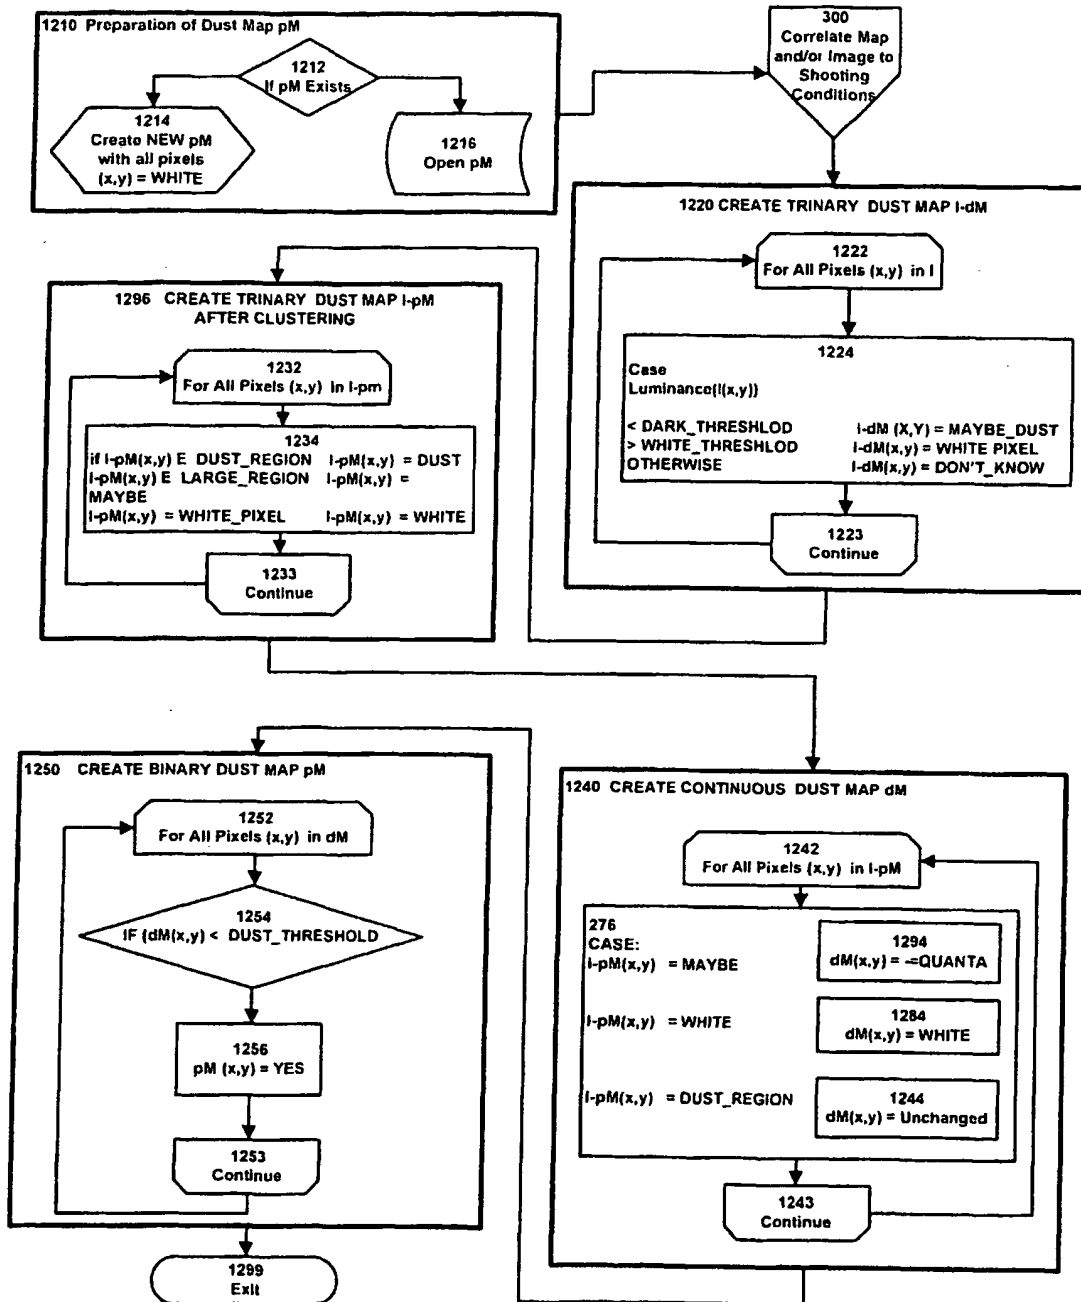 1210 Preparation of Dust Map pM
1212
If pM Exists
1214
Create NEW pM
with all pixels
(x,y) = WHITE
1216
Open pM
300
Correlate Map
and/or Image to
Shooting
Conditions
1220 CREATE TRINARY DUST MAP I-dM
1222
For All Pixels (x,y) in I
1224
Case
Luminance(I(x,y))
< DARK_THRESHLOD I-dM (X,Y) = MAYBE_DUST
> WHITE_THRESHLOD I-dM(x,y) = WHITE PIXEL
OTHERWISE I-dM(x,y) = DON'T_KNOW
1223
Continue
1296 CREATE TRINARY DUST MAP I-pM
AFTER CLUSTERING
1232
For All Pixels (x,y) in I-pm
1234
if I-pM(x,y) E DUST_REGION I-pM(x,y) = DUST
I-pM(x,y) E LARGE_REGION I-pM(x,y) =
MAYBE
I-pM(x,y) = WHITE_PIXEL I-pM(x,y) = WHITE
1233
Continue
1240 CREATE CONTINUOUS DUST MAP dM
1242
For All Pixels (x,y) in I-pM
276
CASE:
I-pM(x,y) = MAYBE
1294
dM(x,y) = -=QUANTA
I-pM(x,y) = WHITE
1284
dM(x,y) = WHITE
I-pM(x,y) = DUST_REGION
1244
dM(x,y) = Unchanged
1243
Continue
1250 CREATE BINARY DUST MAP pM
1252
For All Pixels (x,y) in dM
1254
IF (dM(x,y) < DUST_THRESHOLD
1256
pM (x,y) = YES
1253
Continue
1299
Exit